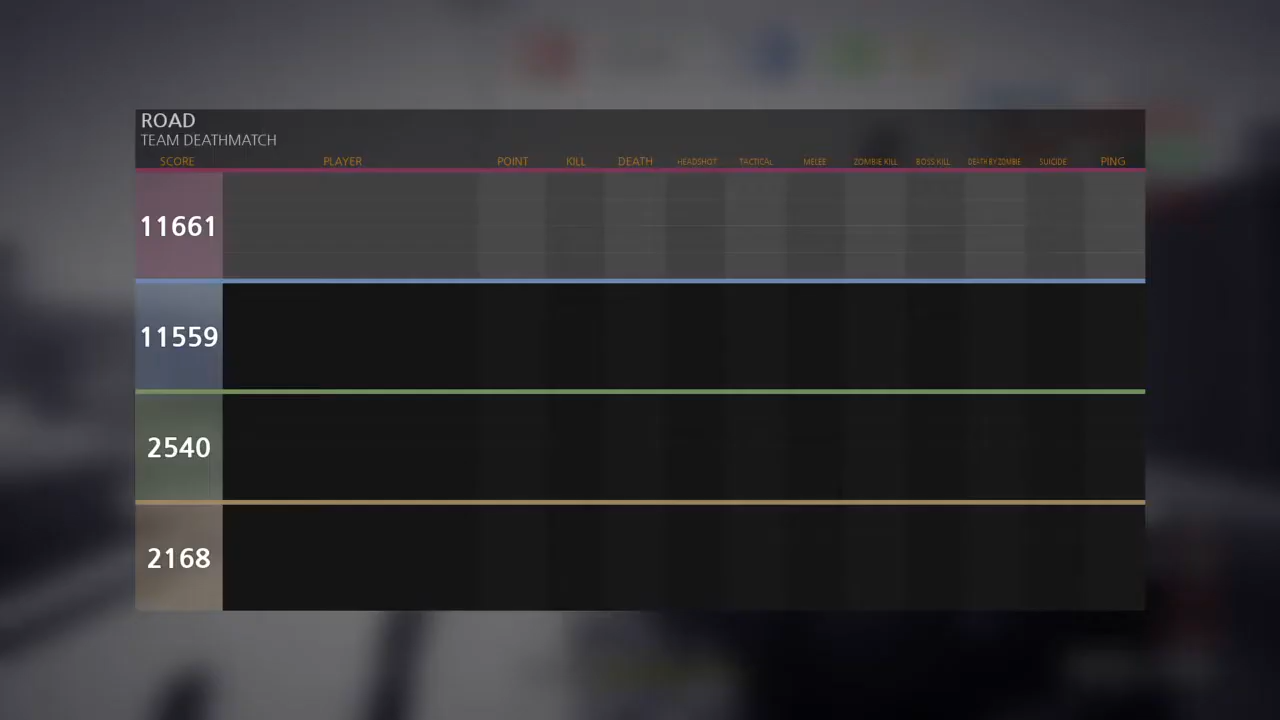 ROAD
TEAM DEATHMATCH
SCORE PLAYER POINT KILL DEATH HEADSHOT TACTICAL MELEE ZOMBIE KILL BOSS KILL DEATH BY ZOMBIE SUICIDE PING
11661
11559
2540
2168